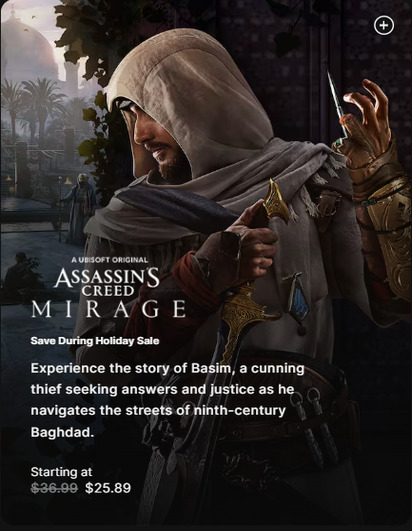 A UBISOFT ORIGINAL
ASSASSIN'S
CREED
MIRAGE
Save During Holiday Sale
Experience the story of Basim, a cunning
thief seeking answers and justice as he
navigates the streets of ninth-century
Baghdad.
Starting at
$36.99 $25.89